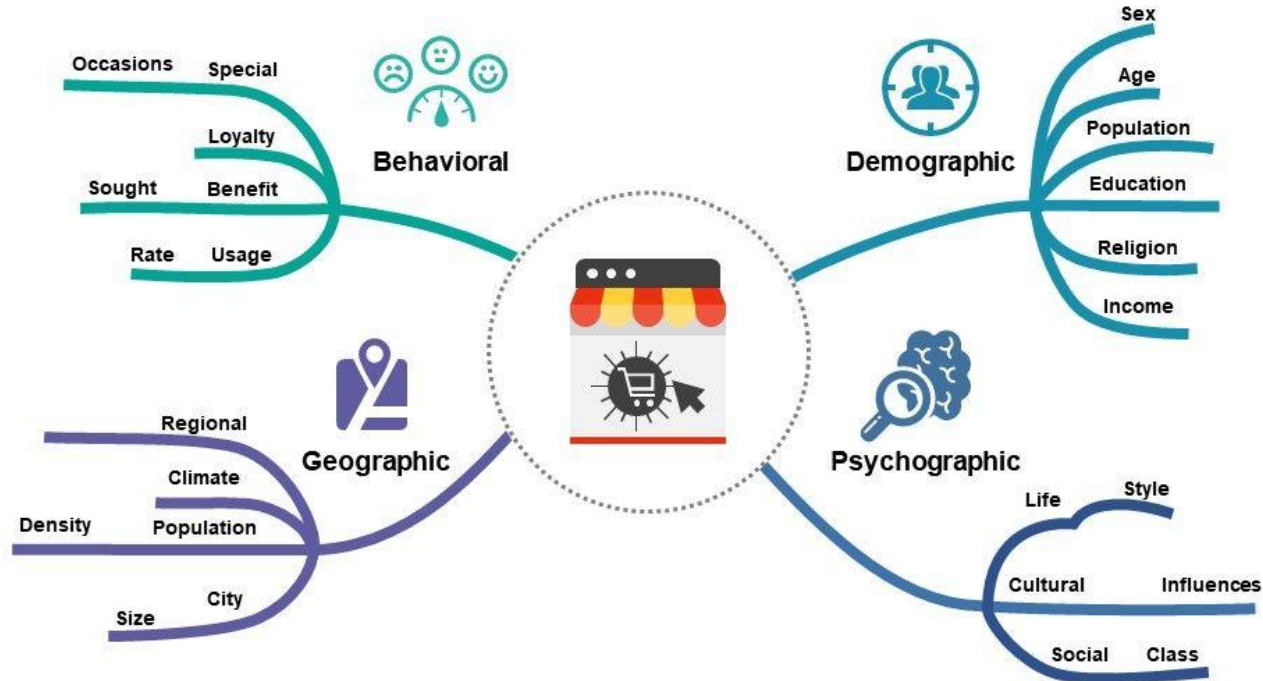 Behavioral
Occasions Special
Loyalty
Sought Benefit
Rate Usage
Demographic
Sex
Age
Population
Education
Religion
Income
Geographic
Regional
Climate
Density Population
City
Size
Psychographic
Life Style
Cultural Influences
Social Class